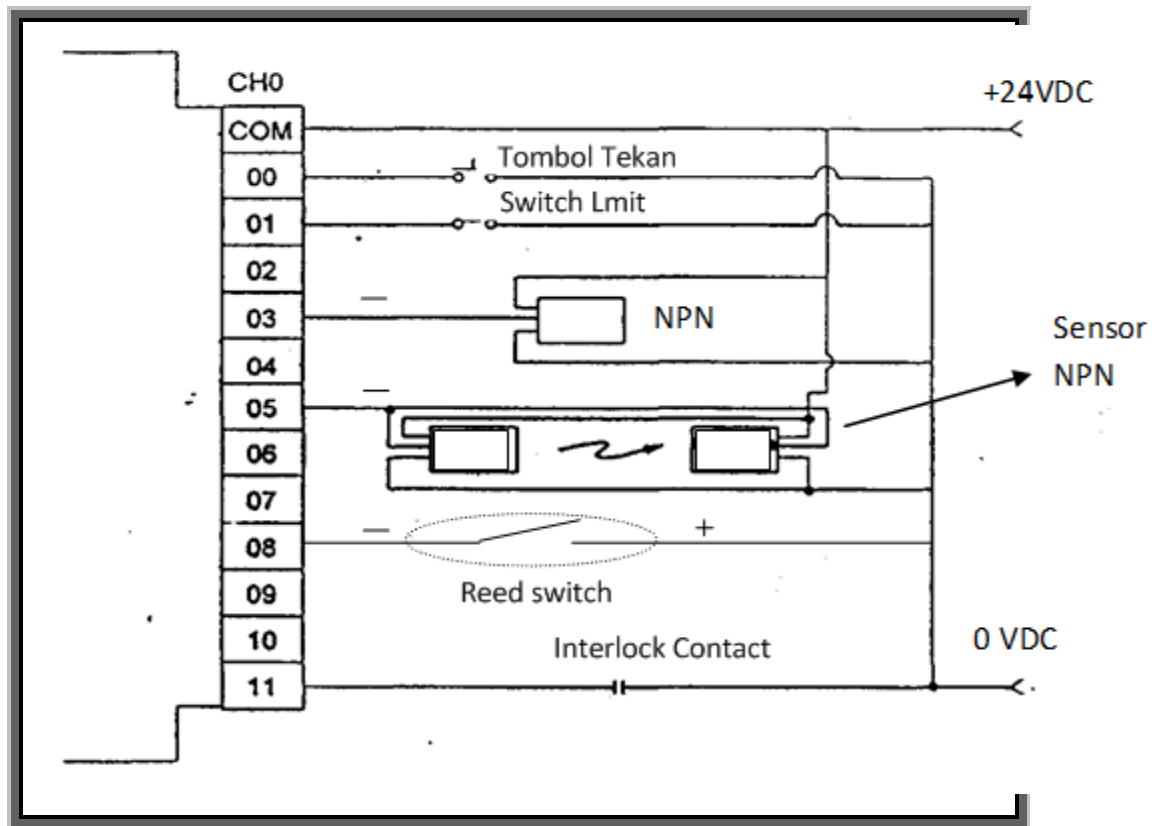 CH0
+24VDC
COM
00
Tombol Tekan
01
Switch Lmit
02
03
NPN
Sensor
NPN
04
05
06
07
08
+
09
Reed switch
10
Interlock Contact
0 VDC
11